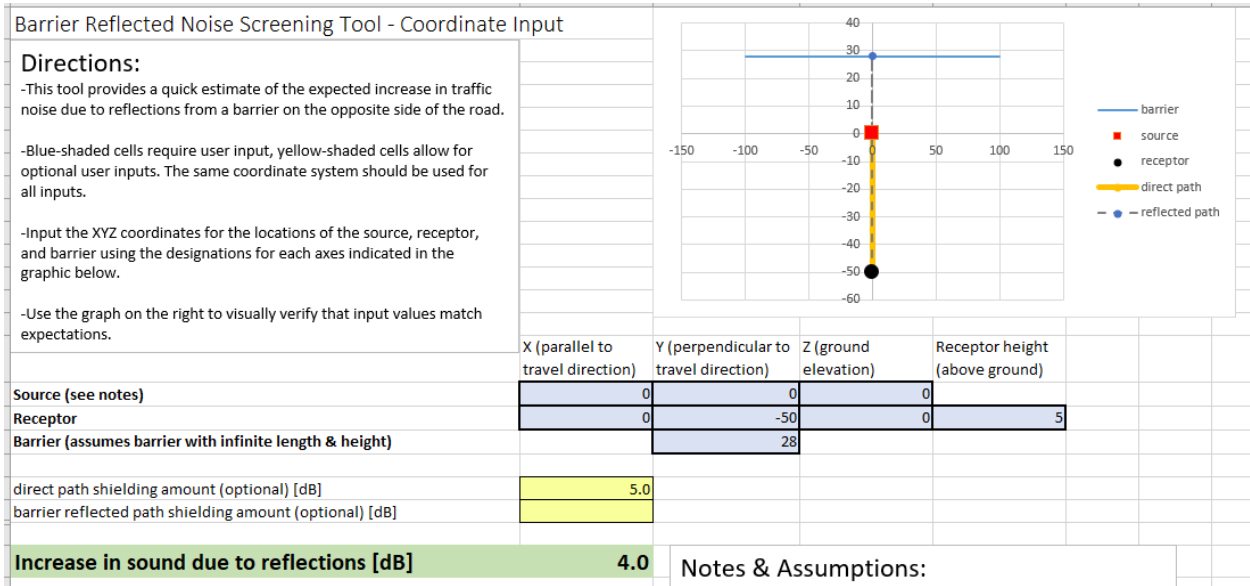 Barrier Reflected Noise Screening Tool - Coordinate Input
Directions:
-This tool provides a quick estimate of the expected increase in traffic
noise due to reflections from a barrier on the opposite side of the road.
-Blue-shaded cells require user input, yellow-shaded cells allow for
optional user inputs. The same coordinate system should be used for
all inputs.
-Input the XYZ coordinates for the locations of the source, receptor,
and barrier using the designations for each axes indicated in the
graphic below.
-Use the graph on the right to visually verify that input values match
expectations.
40
30
20
10
0
-150 -100 -50 0 50 100 150
-10
-20
-30
-40
-50
-60
barrier
source
receptor
direct path
reflected path
X (parallel to
travel direction)
Y (perpendicular to
travel direction)
Z (ground
elevation)
Receptor height
(above ground)
Source (see notes) 0 0 0
Receptor 0 -50 0 5
Barrier (assumes barrier with infinite length & height) 28
direct path shielding amount (optional) [dB] 5.0
barrier reflected path shielding amount (optional) [dB]
Increase in sound due to reflections [dB] 4.0
Notes & Assumptions: